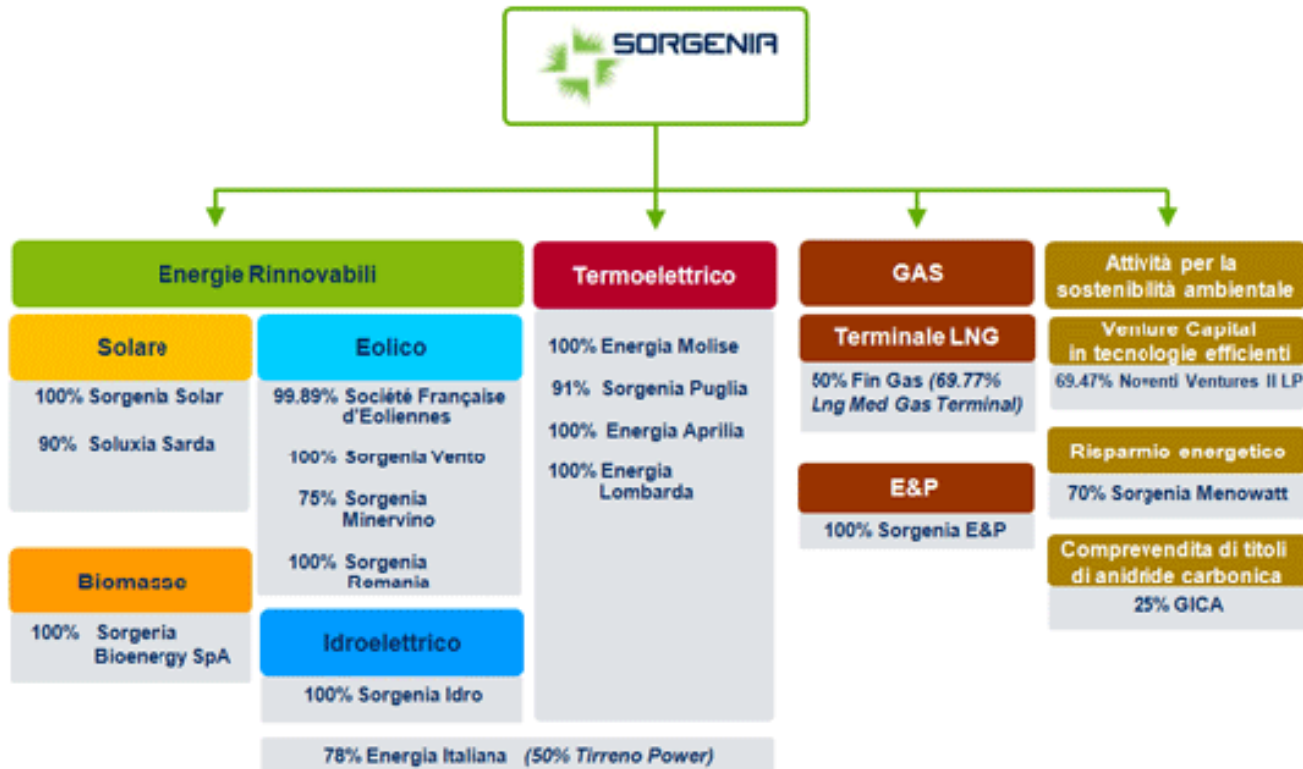 SORGENIA
Energie Rinnovabili
Solare
100% Sorgenia Solar
90% Soluxia Sarda
Biomasse
100% Sorgenia
Bioenergy SpA
Eolico
99.89% Société Française
d'Eoliennes
100% Sorgenia Vento
75% Sorgenia
Minervino
100% Sorgenia
Romania
Idroelettrico
100% Sorgenia Idro
Termoelettrico
100% Energia Molise
91% Sorgenia Puglia
100% Energia Aprilia
100% Energia
Lombarda
78% Energia Italiana (50% Tirreno Power)
GAS
Terminale LNG
50% Fin Gas (69.77%
Lng Med Gas Terminal)
E&P
100% Sorgenia E&P
Attività per la
sostenibilità ambientale
Venture Capital
in tecnologie efficienti
69.47% Noventi Ventures II LP
Risparmio energetico
70% Sorgenia Menowatt
Compravendita di titoli
di anidride carbonica
25% GICA